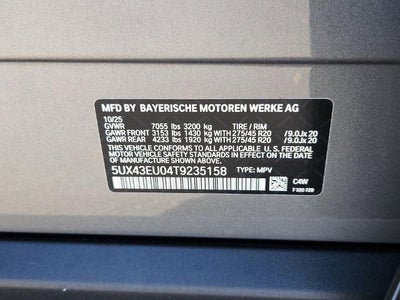 MFD BY BAYERISCHE MOTOREN WERKE AG
10/25
GVWR 7055 lbs 3200 kg TIRE / RIM
GAWR FRONT 3153 lbs 1430 kg WITH 275/45 R20 /9.0Jx 20
GAWR REAR 4233 lbs 1920 kg WITH 275/45 R20 /9.0Jx 20
THIS VEHICLE CONFORMS TO ALL APPLICABLE U.S.
FEDERAL MOTOR VEHICLE SAFETY STANDARDS IN
EFFECT ON THE DATE OF MANUFACTURE SHOWN ABOVE.
5UX43EU04T9235158 TYPE: MPV
C4W